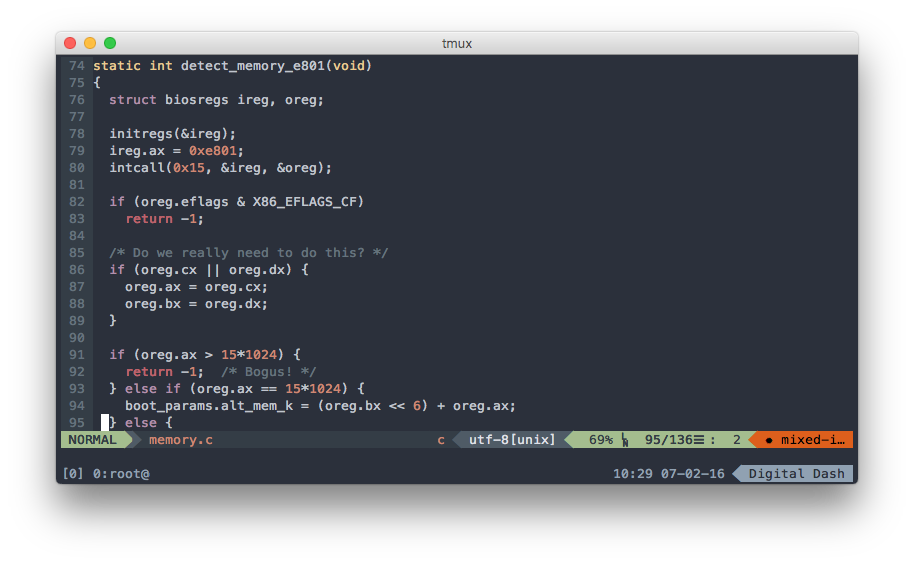 tmux
74 static int detect_memory_e801(void)
75 {
76   struct biosregs ireg, oreg;
77
78   initregs(&ireg);
79   ireg.ax = 0xe801;
80   intcall(0x15, &ireg, &oreg);
81
82   if (oreg.eflags & X86_EFLAGS_CF)
83     return -1;
84
85   /* Do we really need to do this? */
86   if (oreg.cx || oreg.dx) {
87     oreg.ax = oreg.cx;
88     oreg.bx = oreg.dx;
89   }
90
91   if (oreg.ax > 15*1024) {
92     return -1;  /* Bogus! */
93   } else if (oreg.ax == 15*1024) {
94     boot_params.alt_mem_k = (oreg.bx << 6) + oreg.ax;
95   } else {
NORMAL memory.c c utf-8[unix] 69% 95/136☰ : 2 ● mixed-i…
[0] 0:root@ 10:29 07-02-16 Digital Dash